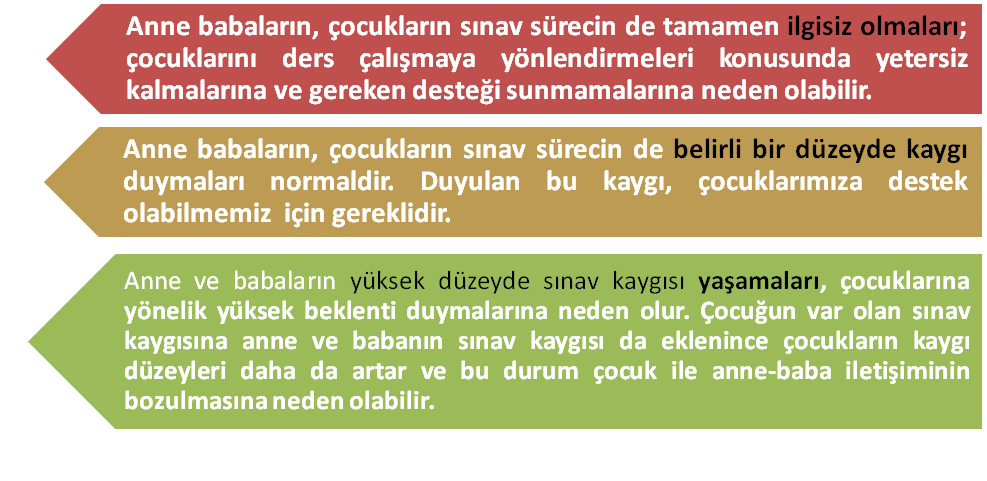 Anne babaların, çocukların sınav sürecin de tamamen ilgisiz olmaları;
çocuklarını ders çalışmaya yönlendirmeleri konusunda yetersiz
kalmalarına ve gereken desteği sunmamalarına neden olabilir.
Anne babaların, çocukların sınav sürecin de belirli bir düzeyde kaygı
duymaları normaldir. Duyulan bu kaygı, çocuklarımıza destek
olabilmemiz için gereklidir.
Anne ve babaların yüksek düzeyde sınav kaygısı yaşamaları, çocuklarına
yönelik yüksek beklenti duymalarına neden olur. Çocuğun var olan sınav
kaygısına anne ve babanın sınav kaygısı da eklenince çocukların kaygı
düzeyleri daha da artar ve bu durum çocuk ile anne-baba iletişiminin
bozulmasına neden olabilir.